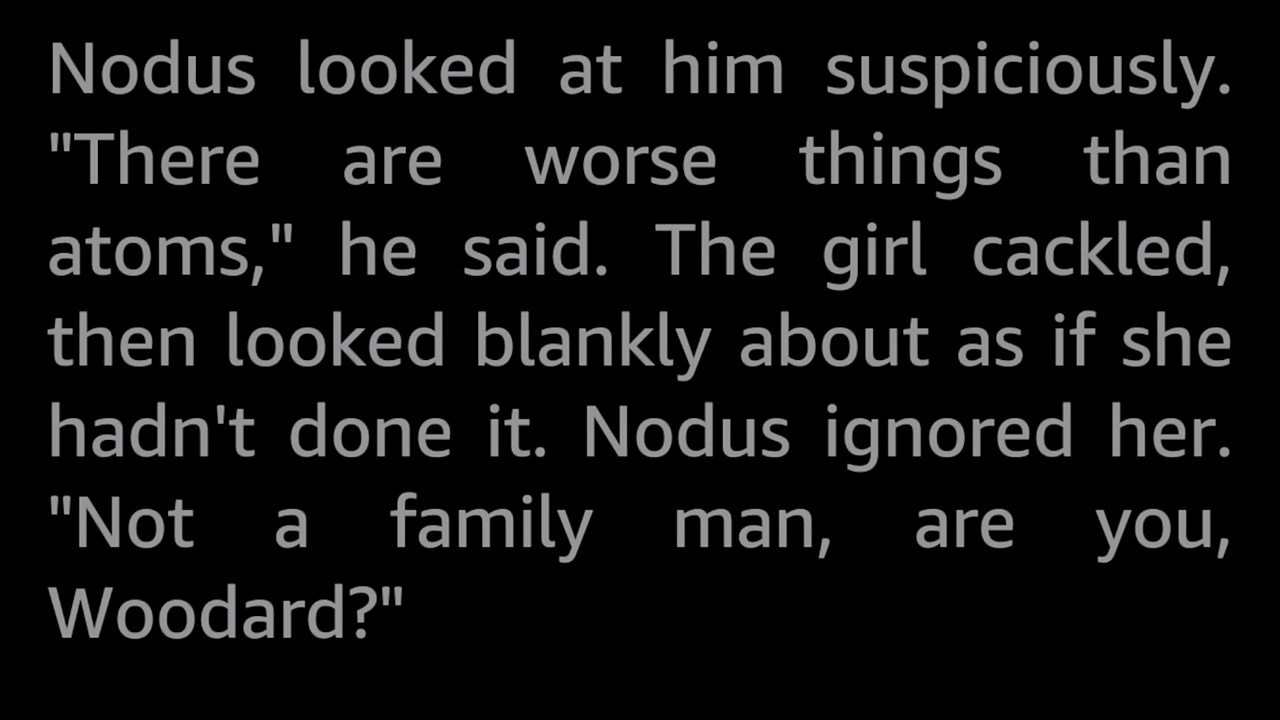 Nodus looked at him suspiciously.
"There are worse things than
atoms," he said. The girl cackled,
then looked blankly about as if she
hadn't done it. Nodus ignored her.
"Not a family man, are you,
Woodard?"